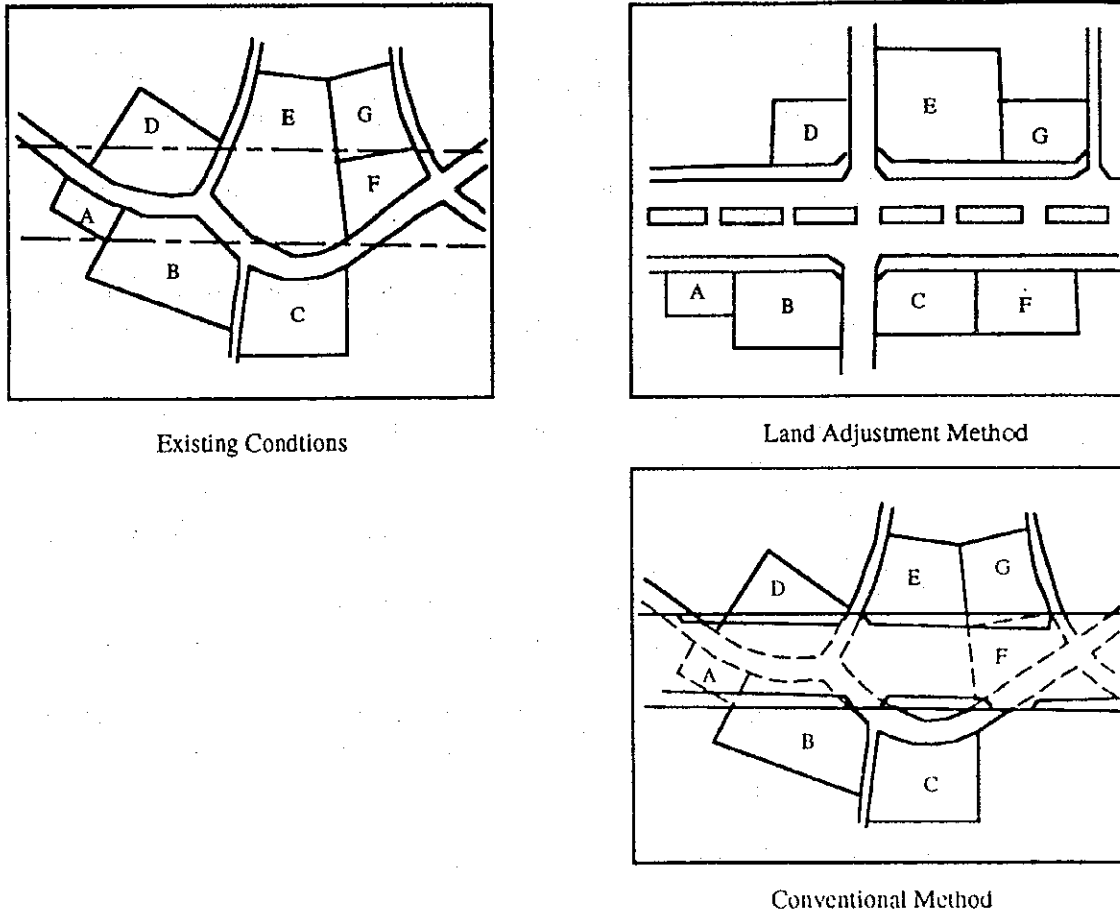 D
E
G
F
A
B
C
Existing Condtions
E
D
G
A
B
C
F
Land Adjustment Method
D
E
G
F
A
B
C
Conventional Method